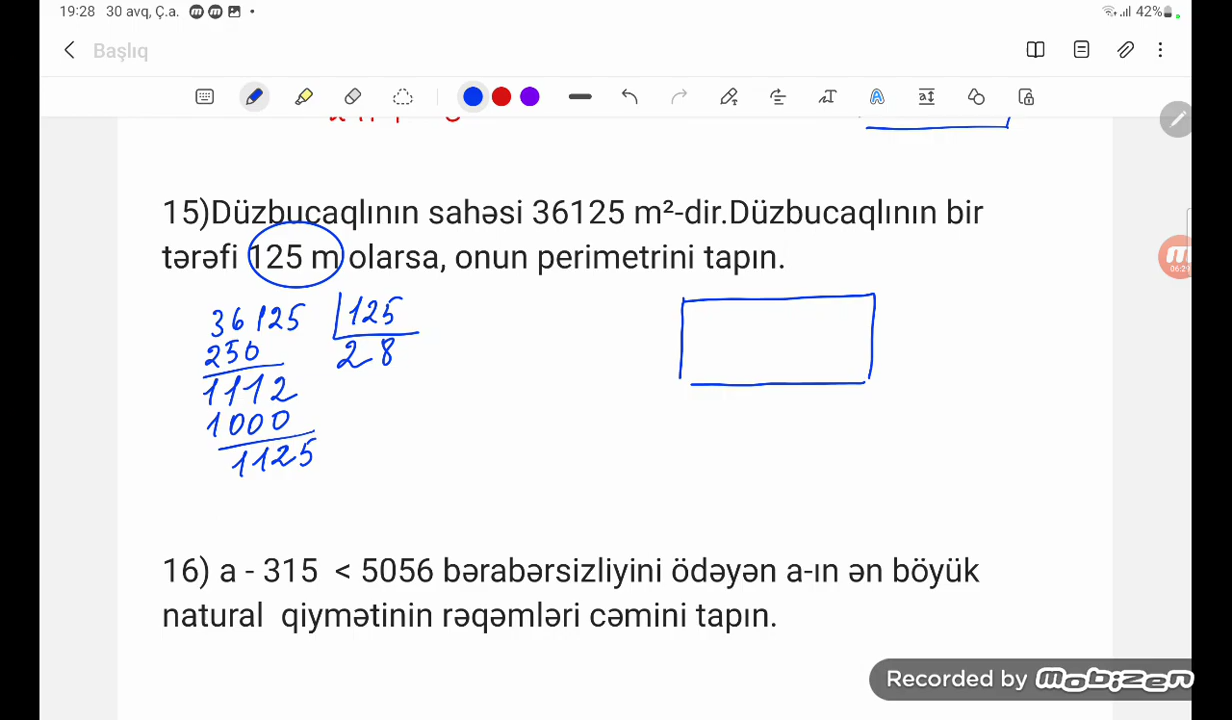 19:28 30 avq, Ç.a.
42%
Başlıq
15)Düzbucaqlının sahəsi 36125 m²-dir.Düzbucaqlının bir
tərəfi 125 m olarsa, onun perimetrini tapın.
36125 125
250 28
1112
1000
1125
06:29
16) a - 315 < 5056 bərabərsizliyini ödəyən a-ın ən böyük
natural qiymətinin rəqəmləri cəmini tapın.
Recorded by mobizen